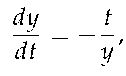 dy/dt = -t/y,